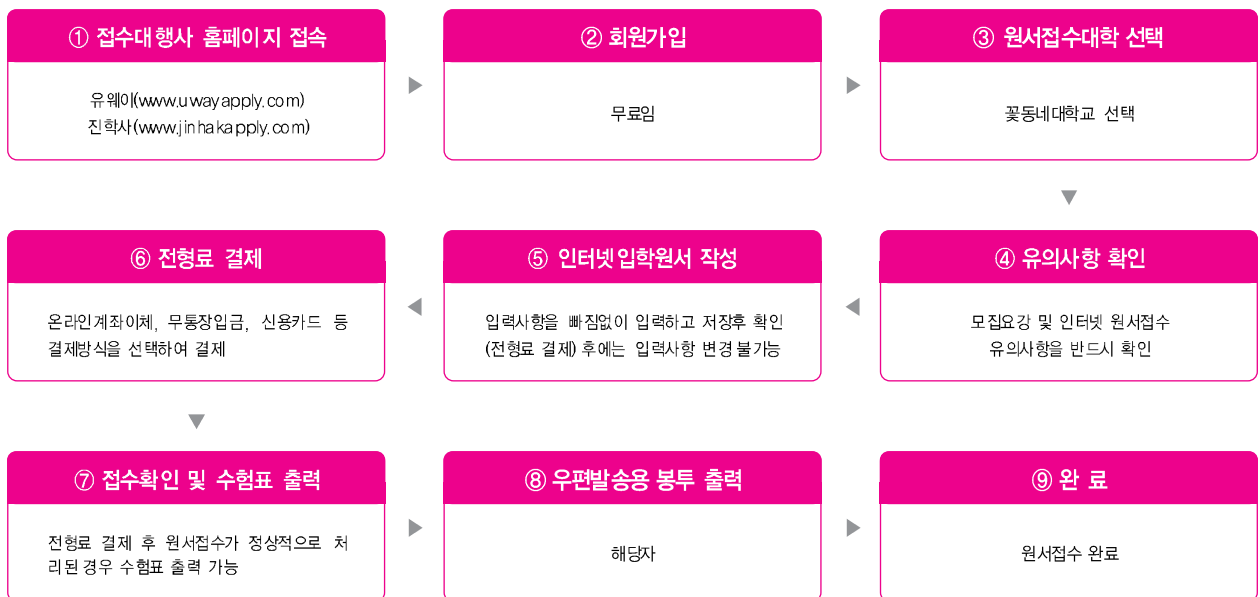 ① 접수대행사 홈페이지 접속
유웨이(www.uwayapply.com)
진학사(www.jinhakapply.com)
▶
② 회원가입
무료임
▶
③ 원서접수대학 선택
꽃동네대학교 선택
▼
④ 유의사항 확인
모집요강 및 인터넷 원서접수
유의사항을 반드시 확인
◀
⑤ 인터넷입학원서 작성
입력사항을 빠짐없이 입력하고 저장후 확인
(전형료 결제) 후에는 입력사항 변경 불가능
◀
⑥ 전형료 결제
온라인계좌이체, 무통장입금, 신용카드 등
결제방식을 선택하여 결제
▼
⑦ 접수확인 및 수험표 출력
전형료 결제 후 원서접수가 정상적으로 처
리된 경우 수험표 출력 가능
▶
⑧ 우편발송용 봉투 출력
해당자
▶
⑨ 완 료
원서접수 완료